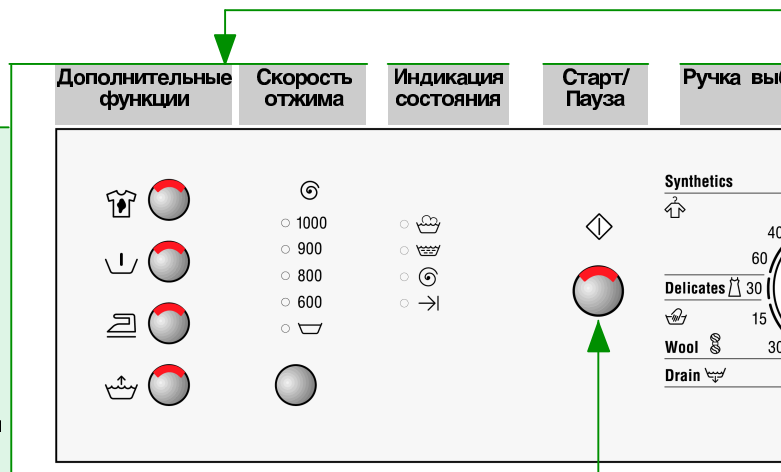 Дополнительные
функции
Скорость
отжима
Индикация
состояния
Старт/
Пауза
Ручка
1000
900
800
600
Synthetics
40
60
Delicates 30
15
Wool 30
Drain